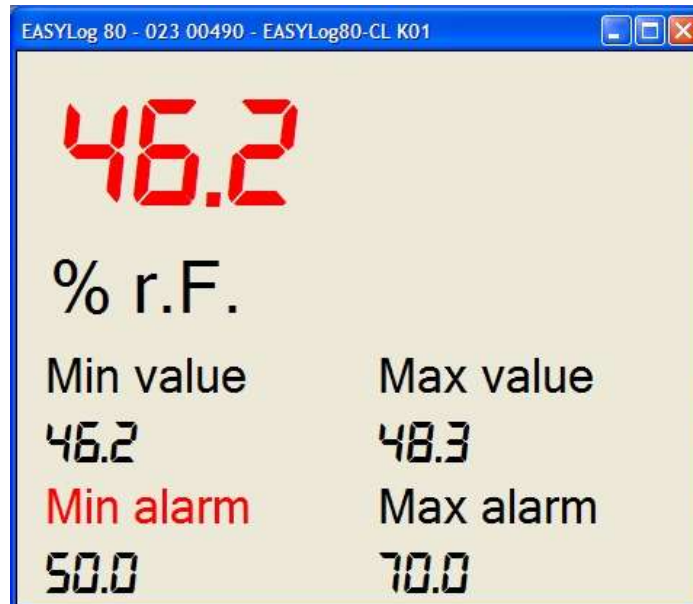 EASYLog 80 - 023 00490 - EASYLog80-CL K01
46.2
% r.F.
Min value Max value
46.2 48.3
Min alarm Max alarm
50.0 70.0